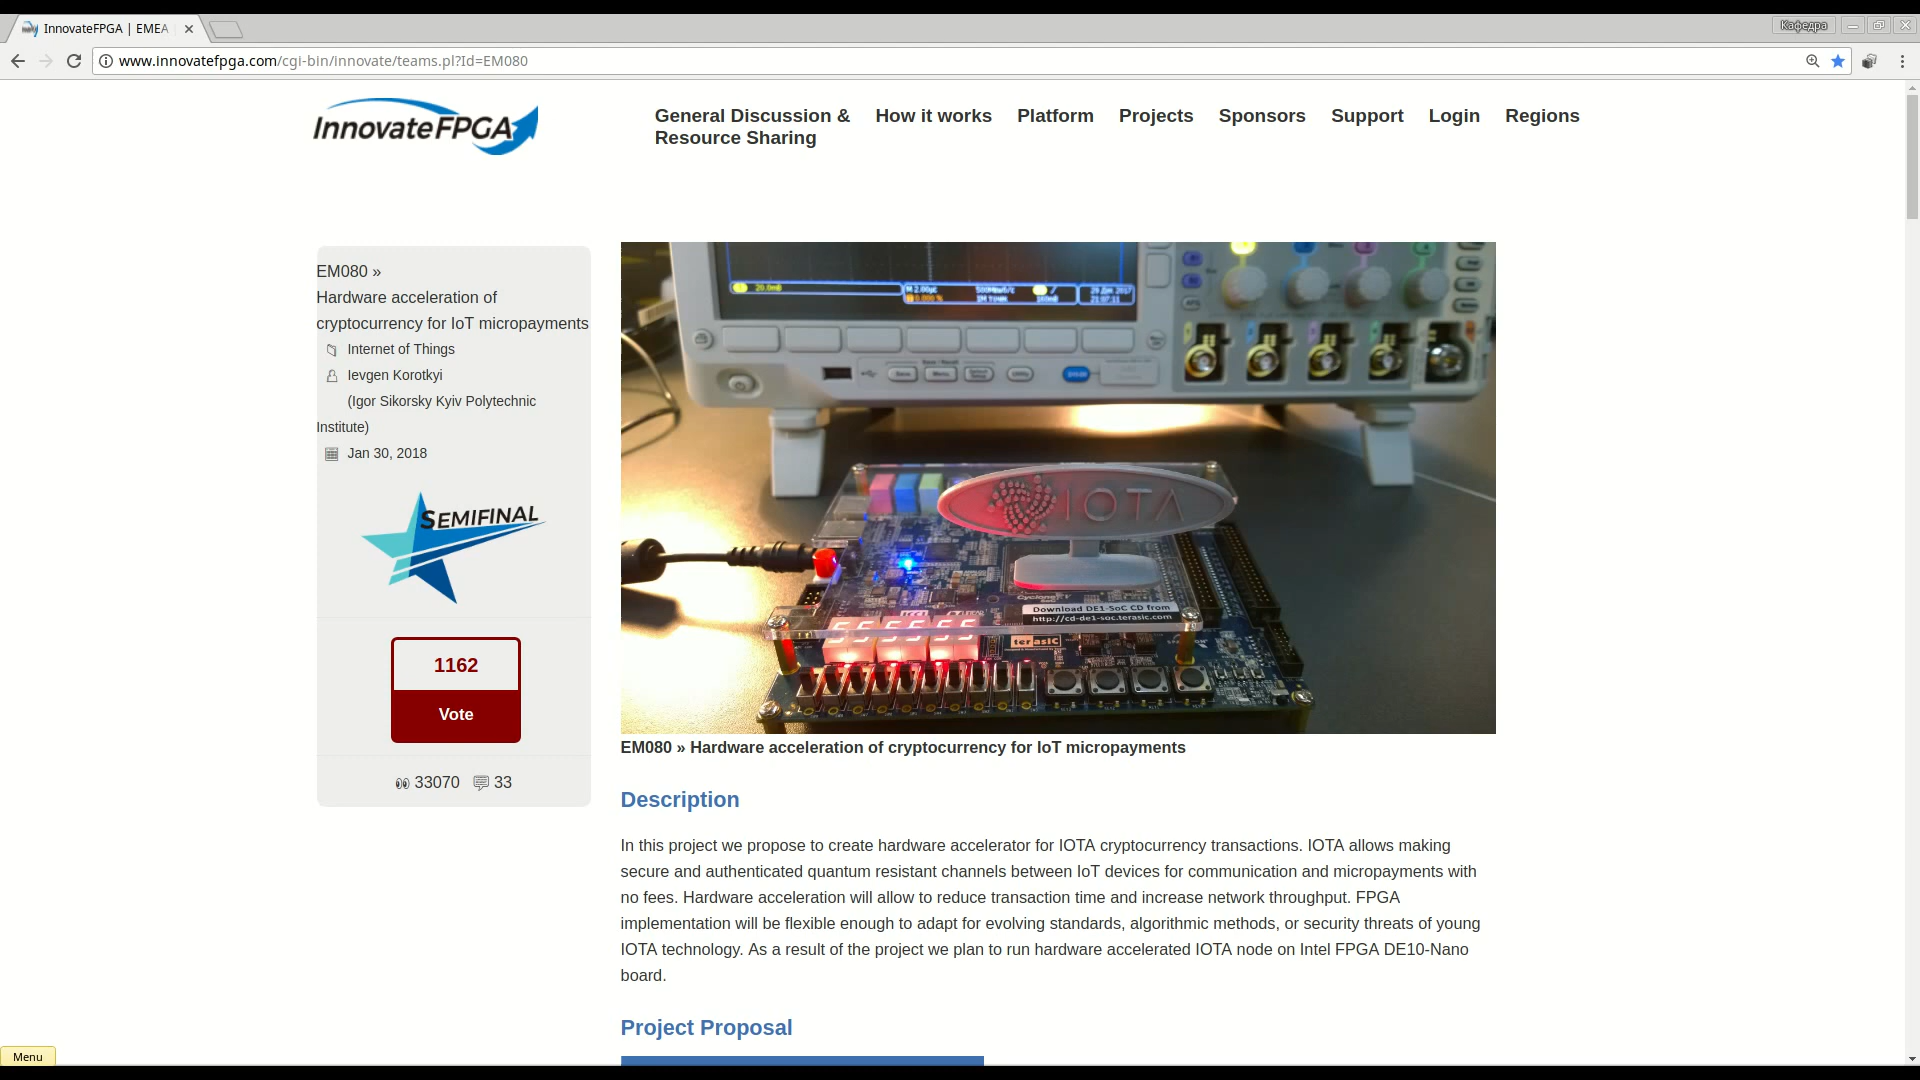 InnovateFPGA | EMEA
Кафедра
www.innovatefpga.com/cgi-bin/innovate/teams.pl?Id=EM080
InnovateFPGA
General Discussion &
Resource Sharing
How it works
Platform
Projects
Sponsors
Support
Login
Regions
EM080 »
Hardware acceleration of
cryptocurrency for IoT micropayments
Internet of Things
Ievgen Korotkyi
(Igor Sikorsky Kyiv Polytechnic
Institute)
Jan 30, 2018
SEMIFINAL
1162
Vote
33070
33
20.0mB
M 2.00μc
IOTA
Download DE1-SoC CD from
http://cd-de1-soc.terasic.com
terasIC
EM080 » Hardware acceleration of cryptocurrency for IoT micropayments
Description
In this project we propose to create hardware accelerator for IOTA cryptocurrency transactions. IOTA allows making
secure and authenticated quantum resistant channels between IoT devices for communication and micropayments with
no fees. Hardware acceleration will allow to reduce transaction time and increase network throughput. FPGA
implementation will be flexible enough to adapt for evolving standards, algorithmic methods, or security threats of young
IOTA technology. As a result of the project we plan to run hardware accelerated IOTA node on Intel FPGA DE10-Nano
board.
Project Proposal
Menu